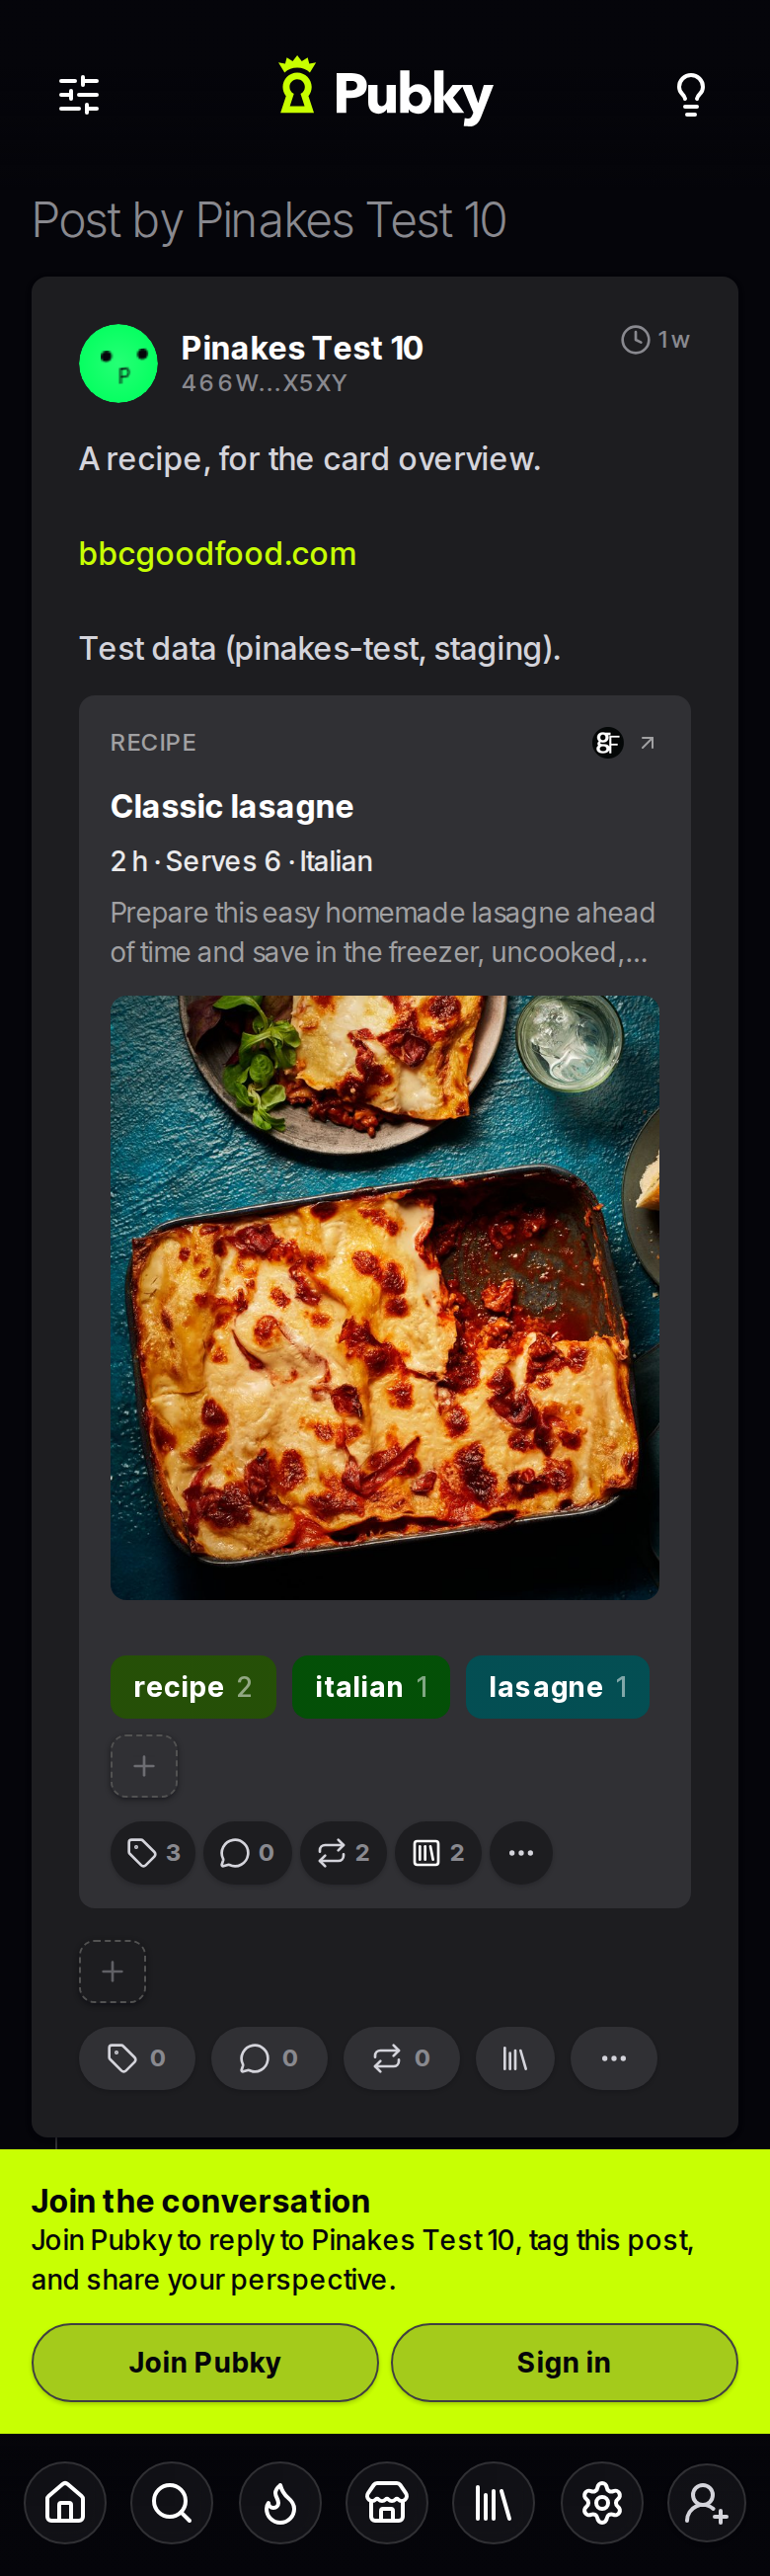 Pubky
Post by Pinakes Test 10
Pinakes Test 10
466W...X5XY
1w
A recipe, for the card overview.
bbcgoodfood.com
Test data (pinakes-test, staging).
RECIPE
gF
Classic lasagne
2 h · Serves 6 · Italian
Prepare this easy homemade lasagne ahead
of time and save in the freezer, uncooked,...
recipe 2
italian 1
lasagne 1
3
0
2
2
0
0
0
Join the conversation
Join Pubky to reply to Pinakes Test 10, tag this post,
and share your perspective.
Join Pubky
Sign in